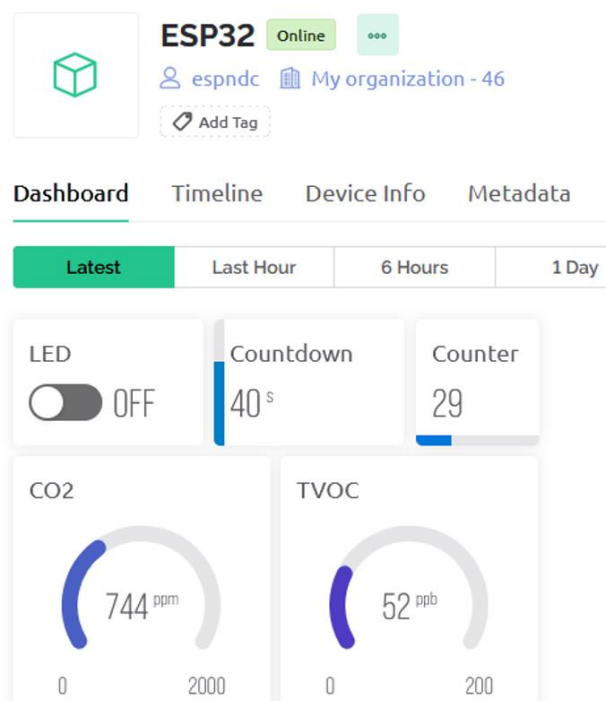 ESP32 Online
espndc My organization - 46
Add Tag
Dashboard Timeline Device Info Metadata
Latest Last Hour 6 Hours 1 Day
LED Countdown Counter
OFF 40 s 29
CO2 TVOC
744 ppm 52 ppb
0 2000 0 200